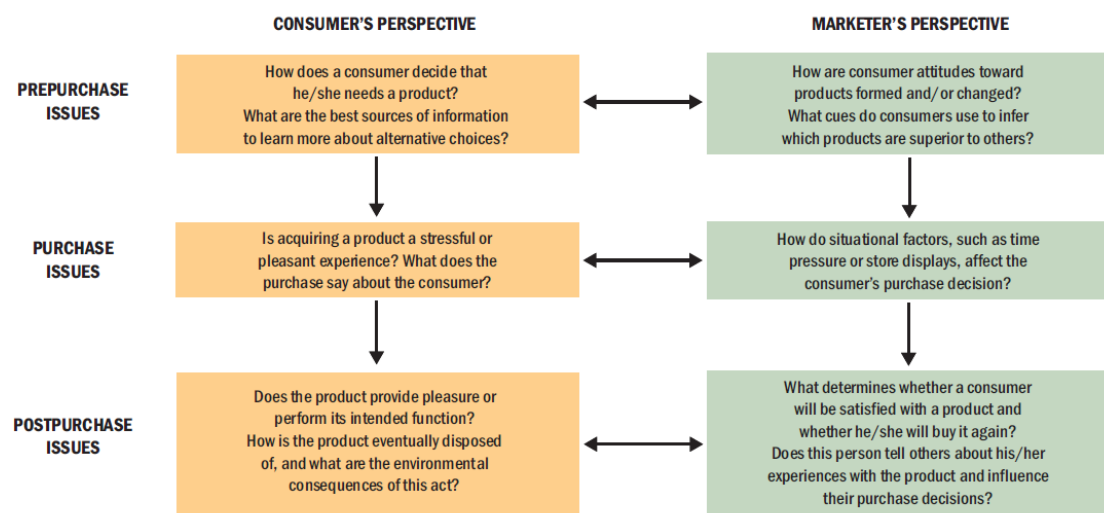 CONSUMER'S PERSPECTIVE
MARKETER'S PERSPECTIVE
PREPURCHASE
ISSUES
How does a consumer decide that
he/she needs a product?
What are the best sources of information
to learn more about alternative choices?
How are consumer attitudes toward
products formed and/or changed?
What cues do consumers use to infer
which products are superior to others?
PURCHASE
ISSUES
Is acquiring a product a stressful or
pleasant experience? What does the
purchase say about the consumer?
How do situational factors, such as time
pressure or store displays, affect the
consumer's purchase decision?
POSTPURCHASE
ISSUES
Does the product provide pleasure or
perform its intended function?
How is the product eventually disposed
of, and what are the environmental
consequences of this act?
What determines whether a consumer
will be satisfied with a product and
whether he/she will buy it again?
Does this person tell others about his/her
experiences with the product and influence
their purchase decisions?